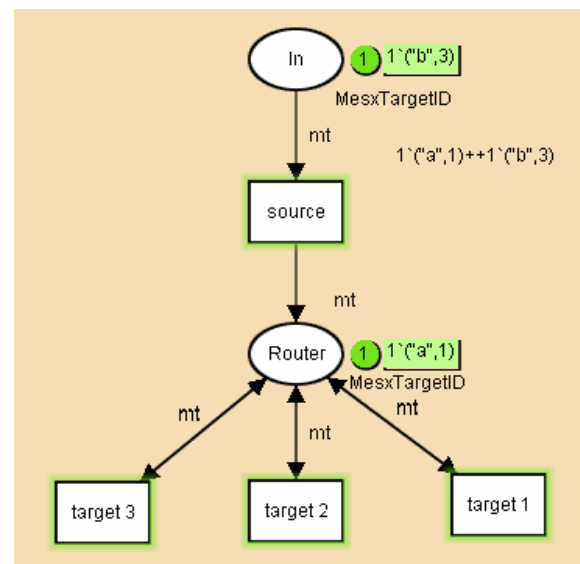 In
1
1`("b",3)
MesxTargetID
mt
1`("a",1)++1`("b",3)
source
mt
Router
1
1`("a",1)
MesxTargetID
mt
mt
mt
target 3
target 2
target 1